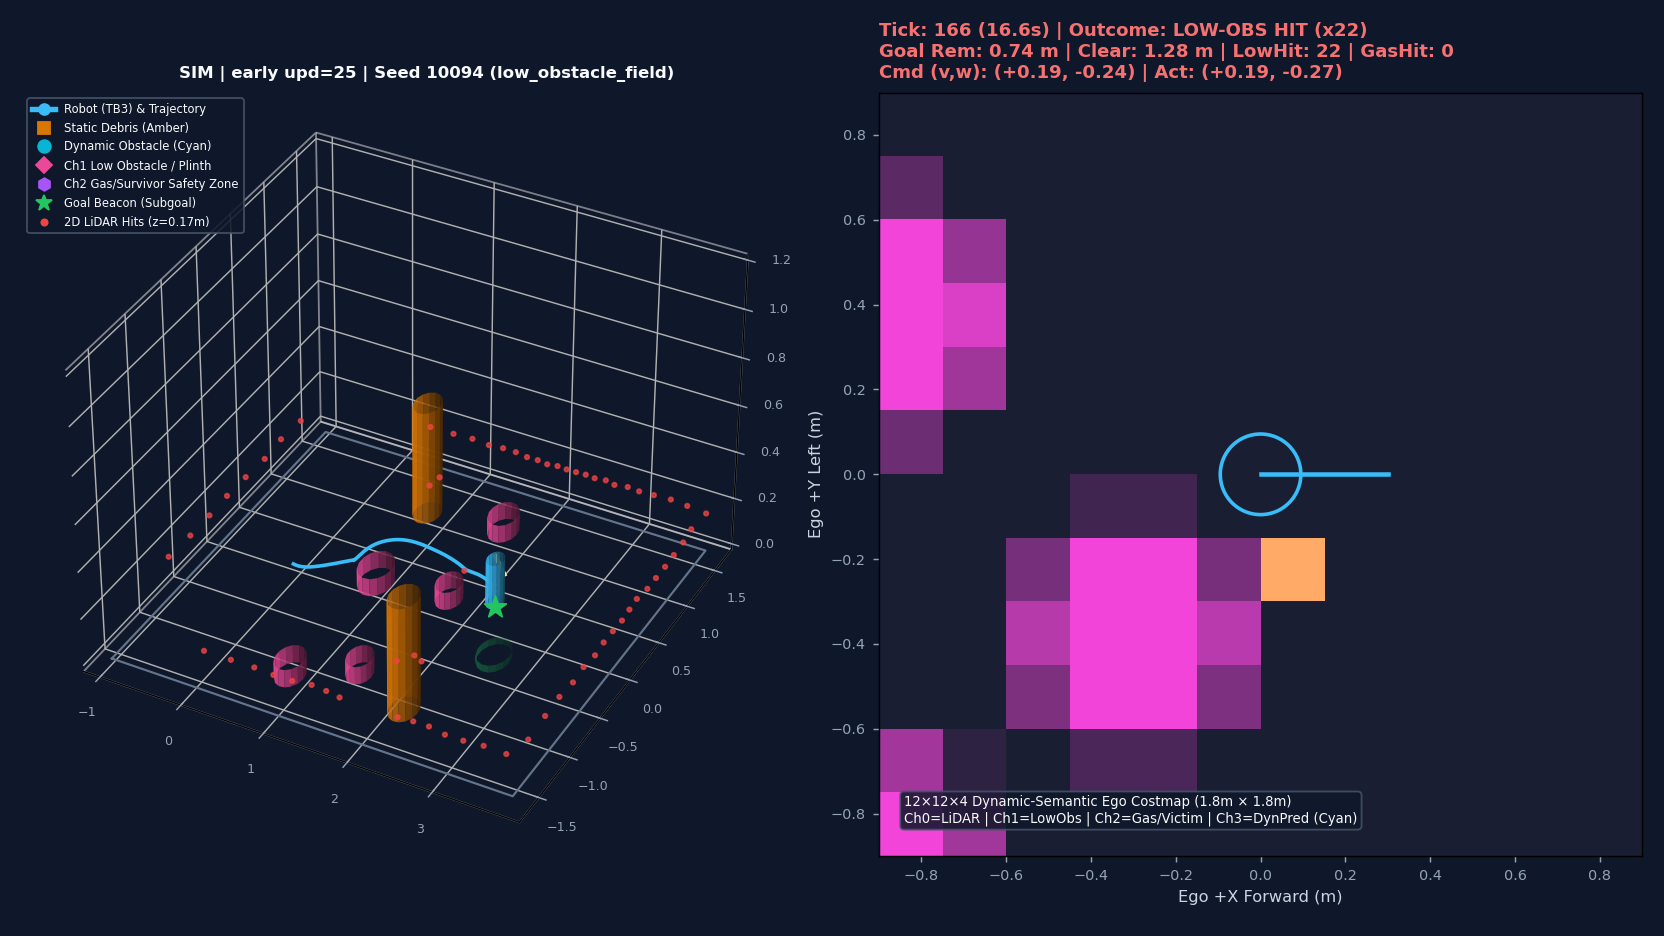 SIM | early upd=25 | Seed 10094 (low_obstacle_field)
Robot (TB3) & Trajectory
Static Debris (Amber)
Dynamic Obstacle (Cyan)
Ch1 Low Obstacle / Plinth
Ch2 Gas/Survivor Safety Zone
Goal Beacon (Subgoal)
2D LiDAR Hits (z=0.17m)
1.2
1.0
0.8
0.6
0.4
0.2
0.0
1.5
1.0
0.5
0.0
−0.5
−1.0
−1.5
−1
0
1
2
3
Tick: 166 (16.6s) | Outcome: LOW-OBS HIT (x22)
Goal Rem: 0.74 m | Clear: 1.28 m | LowHit: 22 | GasHit: 0
Cmd (v,w): (+0.19, -0.24) | Act: (+0.19, -0.27)
Ego +Y Left (m)
0.8
0.6
0.4
0.2
0.0
−0.2
−0.4
−0.6
−0.8
12×12×4 Dynamic-Semantic Ego Costmap (1.8m × 1.8m)
Ch0=LiDAR | Ch1=LowObs | Ch2=Gas/Victim | Ch3=DynPred (Cyan)
−0.8 −0.6 −0.4 −0.2 0.0 0.2 0.4 0.6 0.8
Ego +X Forward (m)